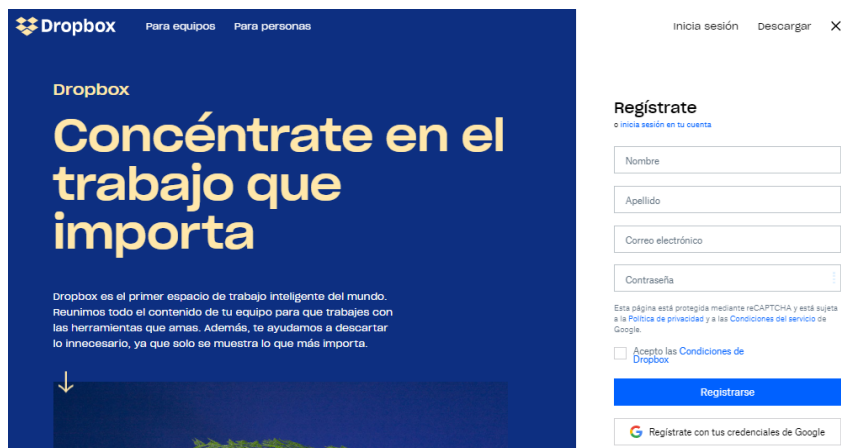 Dropbox Para equipos Para personas
Inicia sesión Descargar
Dropbox
Concéntrate en el
trabajo que
importa
Dropbox es el primer espacio de trabajo inteligente del mundo.
Reunimos todo el contenido de tu equipo para que trabajes con
las herramientas que amas. Además, te ayudamos a descartar
lo innecesario, ya que solo se muestra lo que más importa.
Regístrate
o inicia sesión en tu cuenta
Nombre
Apellido
Correo electrónico
Contraseña
Esta página está protegida mediante reCAPTCHA y está sujeta
a la Política de privacidad y a las Condiciones del servicio de
Google.
Acepto las Condiciones de
Dropbox
Registrarse
Regístrate con tus credenciales de Google